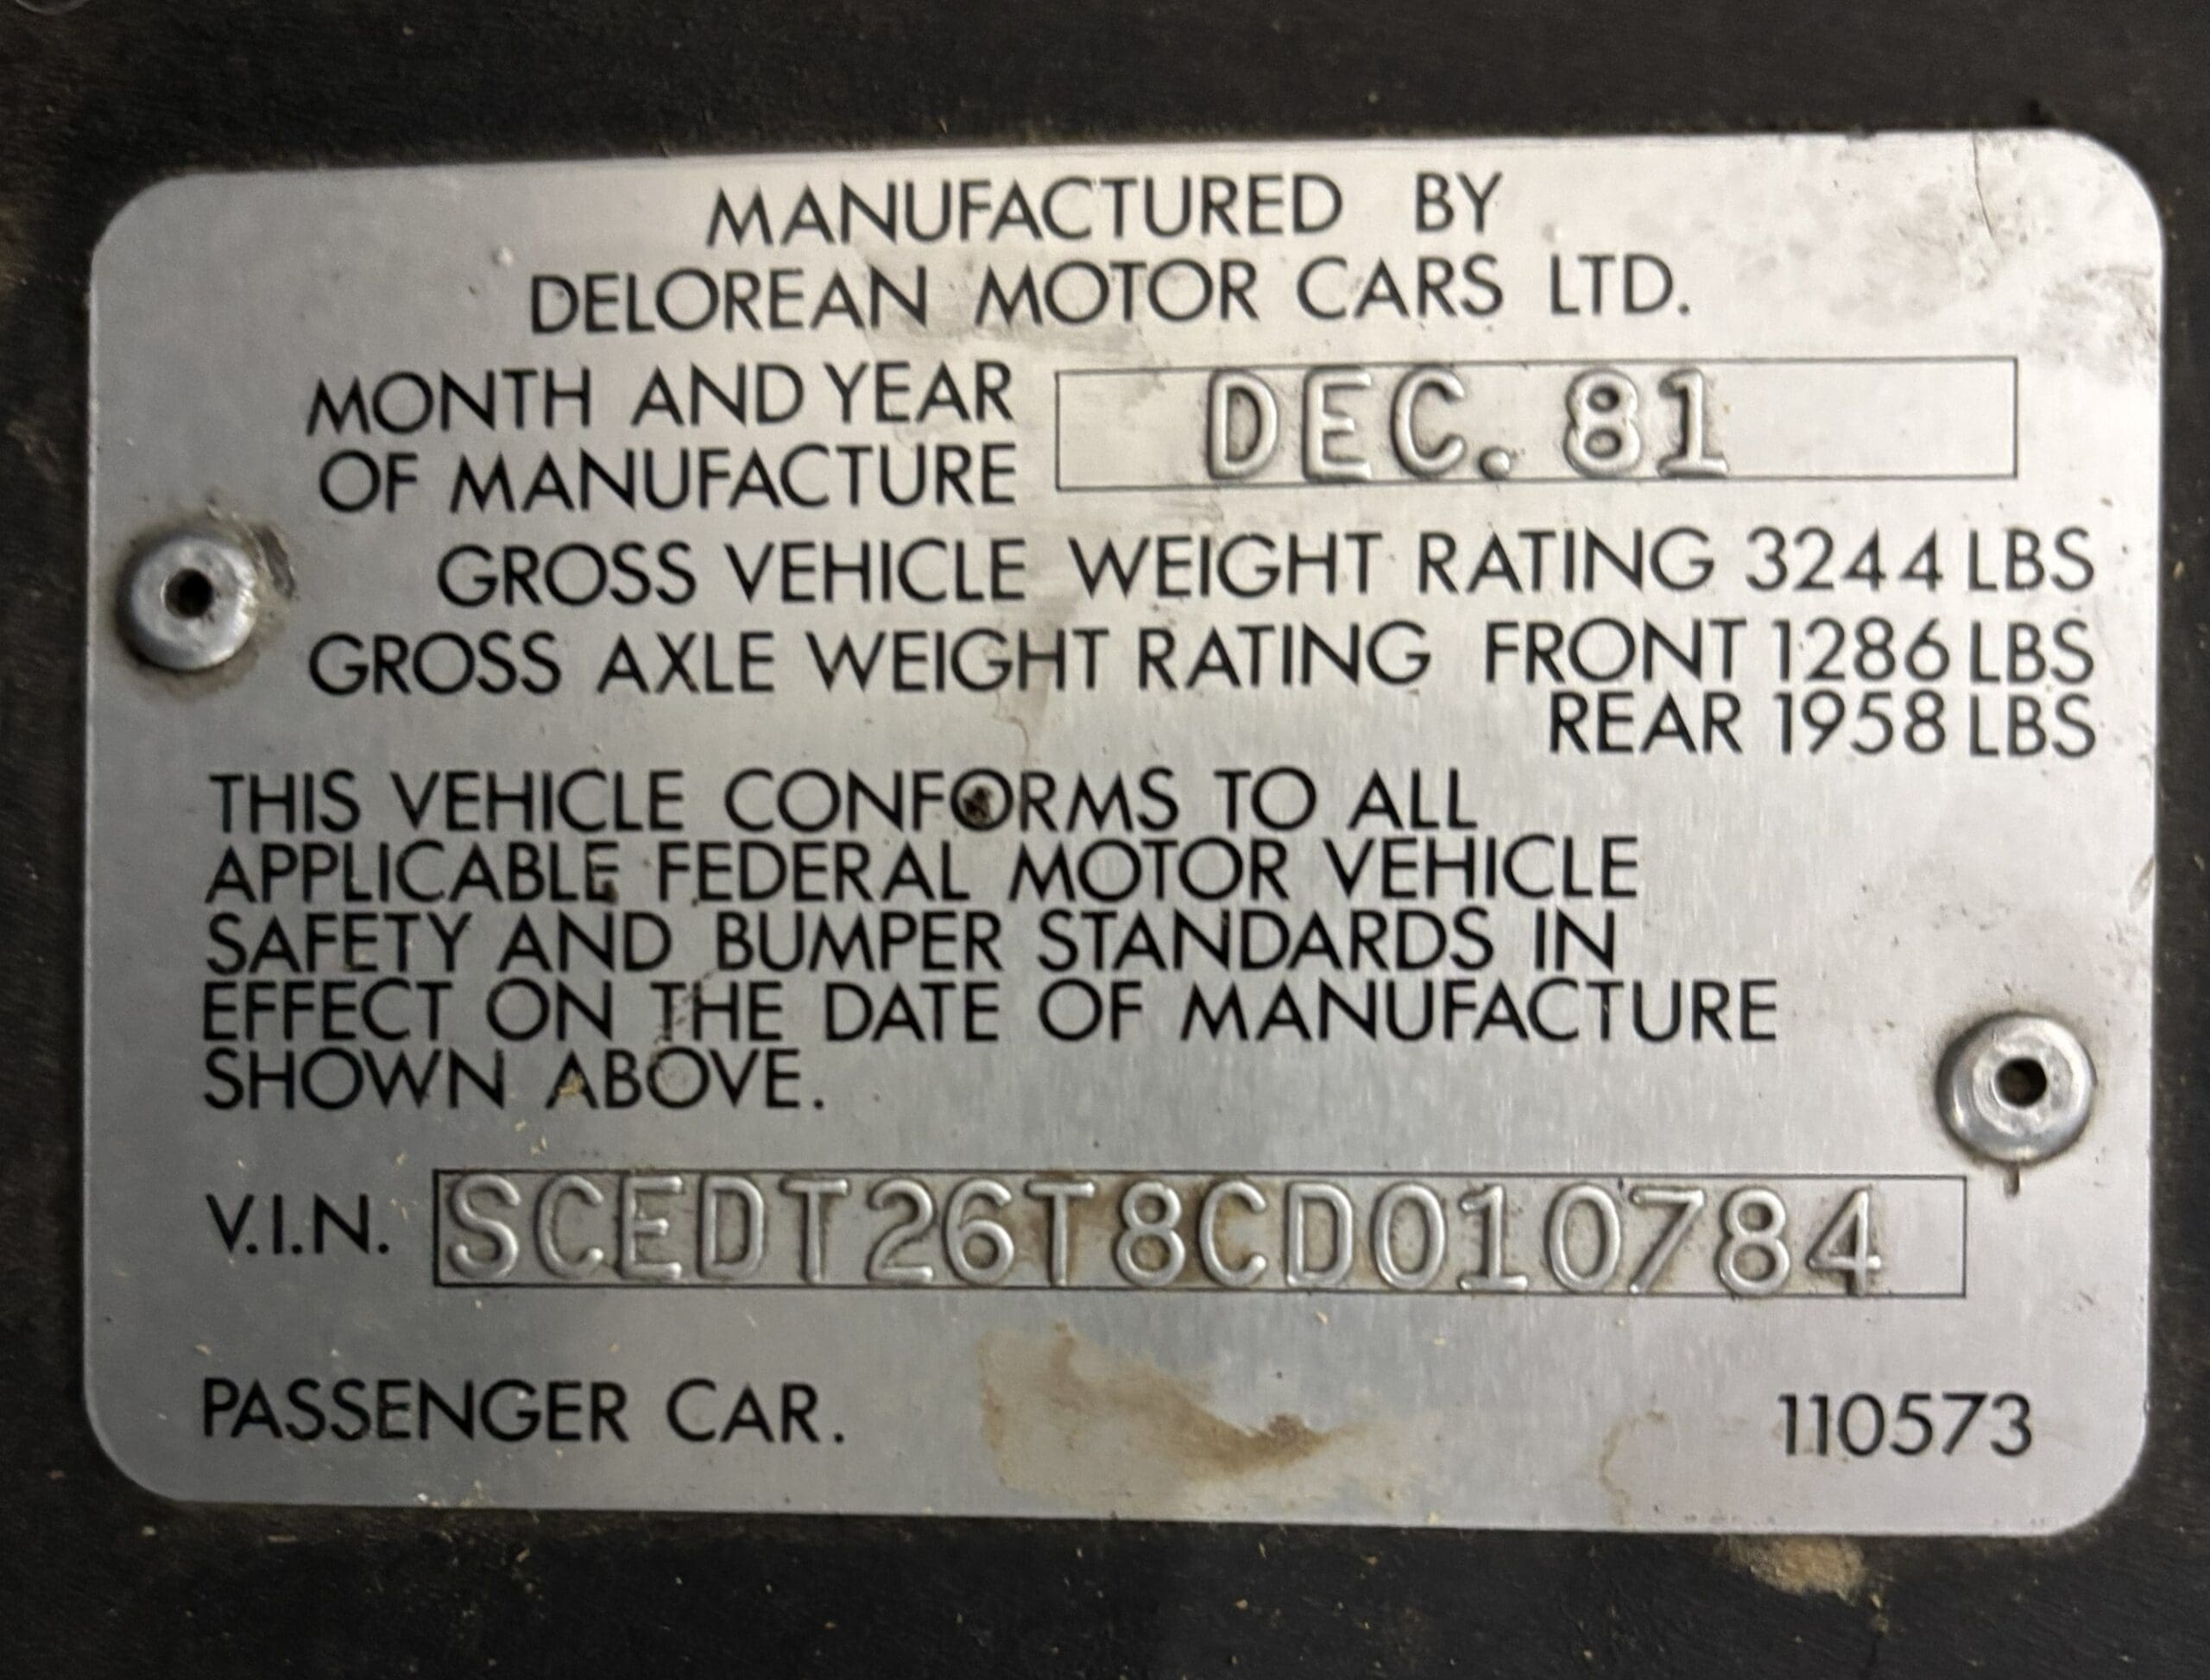 MANUFACTURED BY
DELOREAN MOTOR CARS LTD.
MONTH AND YEAR
OF MANUFACTURE DEC. 81
GROSS VEHICLE WEIGHT RATING 3244 LBS
GROSS AXLE WEIGHT RATING FRONT 1286 LBS
REAR 1958 LBS
THIS VEHICLE CONFORMS TO ALL
APPLICABLE FEDERAL MOTOR VEHICLE
SAFETY AND BUMPER STANDARDS IN
EFFECT ON THE DATE OF MANUFACTURE
SHOWN ABOVE.
V.I.N. SCEDT26T8CD010784
PASSENGER CAR. 110573